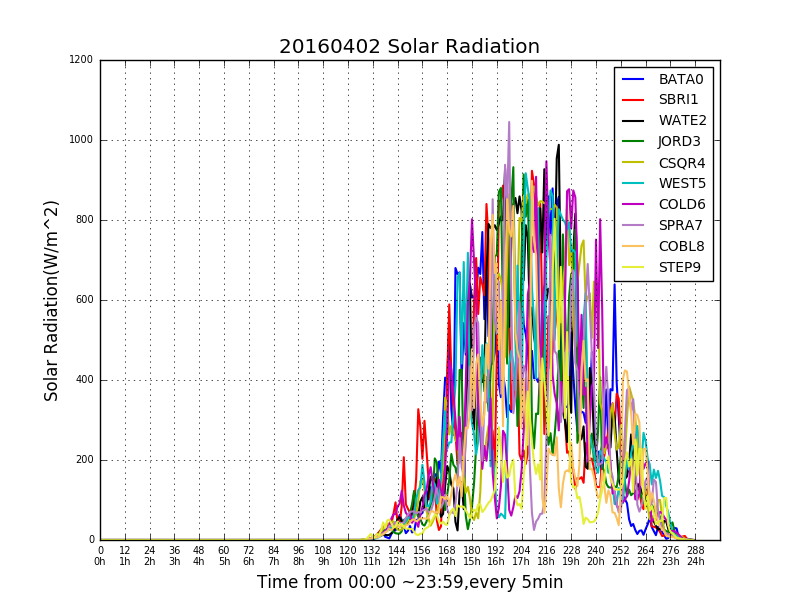 20160402 Solar Radiation
1200
1000
800
600
400
200
0
Solar Radiation(W/m^2)
BATA0
SBRI1
WATE2
JORD3
CSQR4
WEST5
COLD6
SPRA7
COBL8
STEP9
0 12 24 36 48 60 72 84 96 108 120 132 144 156 168 180 192 204 216 228 240 252 264 276 288
0h 1h 2h 3h 4h 5h 6h 7h 8h 9h 10h 11h 12h 13h 14h 15h 16h 17h 18h 19h 20h 21h 22h 23h 24h
Time from 00:00 ~23:59,every 5min